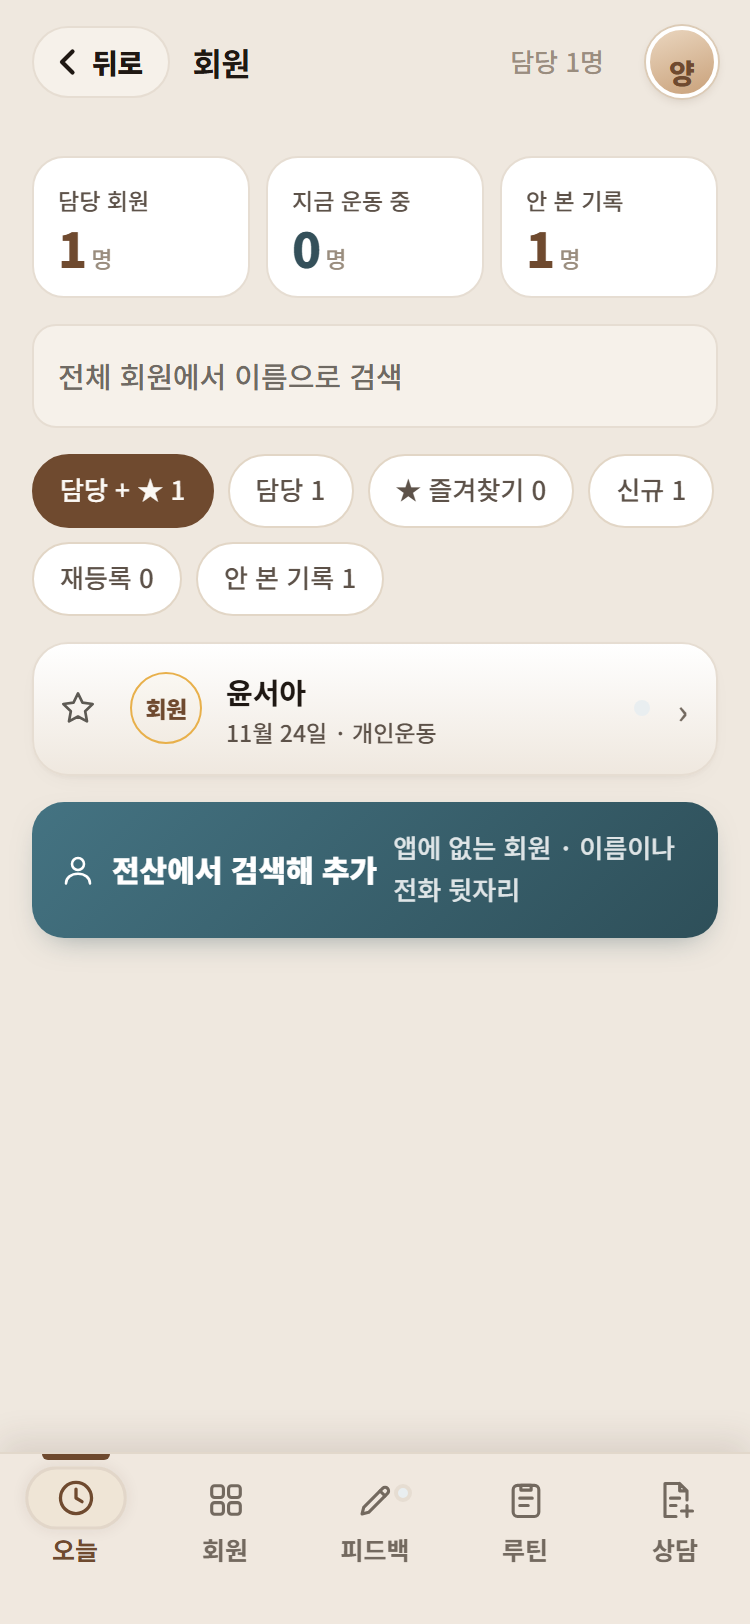 뒤로 회원 담당 1명 양
담당 회원 지금 운동 중 안 본 기록
1명 0명 1명
전체 회원에서 이름으로 검색
담당 + ★ 1 담당 1 ★ 즐겨찾기 0 신규 1
재등록 0 안 본 기록 1
회원 윤서아
11월 24일 · 개인운동 ›
전산에서 검색해 추가 앱에 없는 회원 · 이름이나
전화 뒷자리
오늘 회원 피드백 루틴 상담